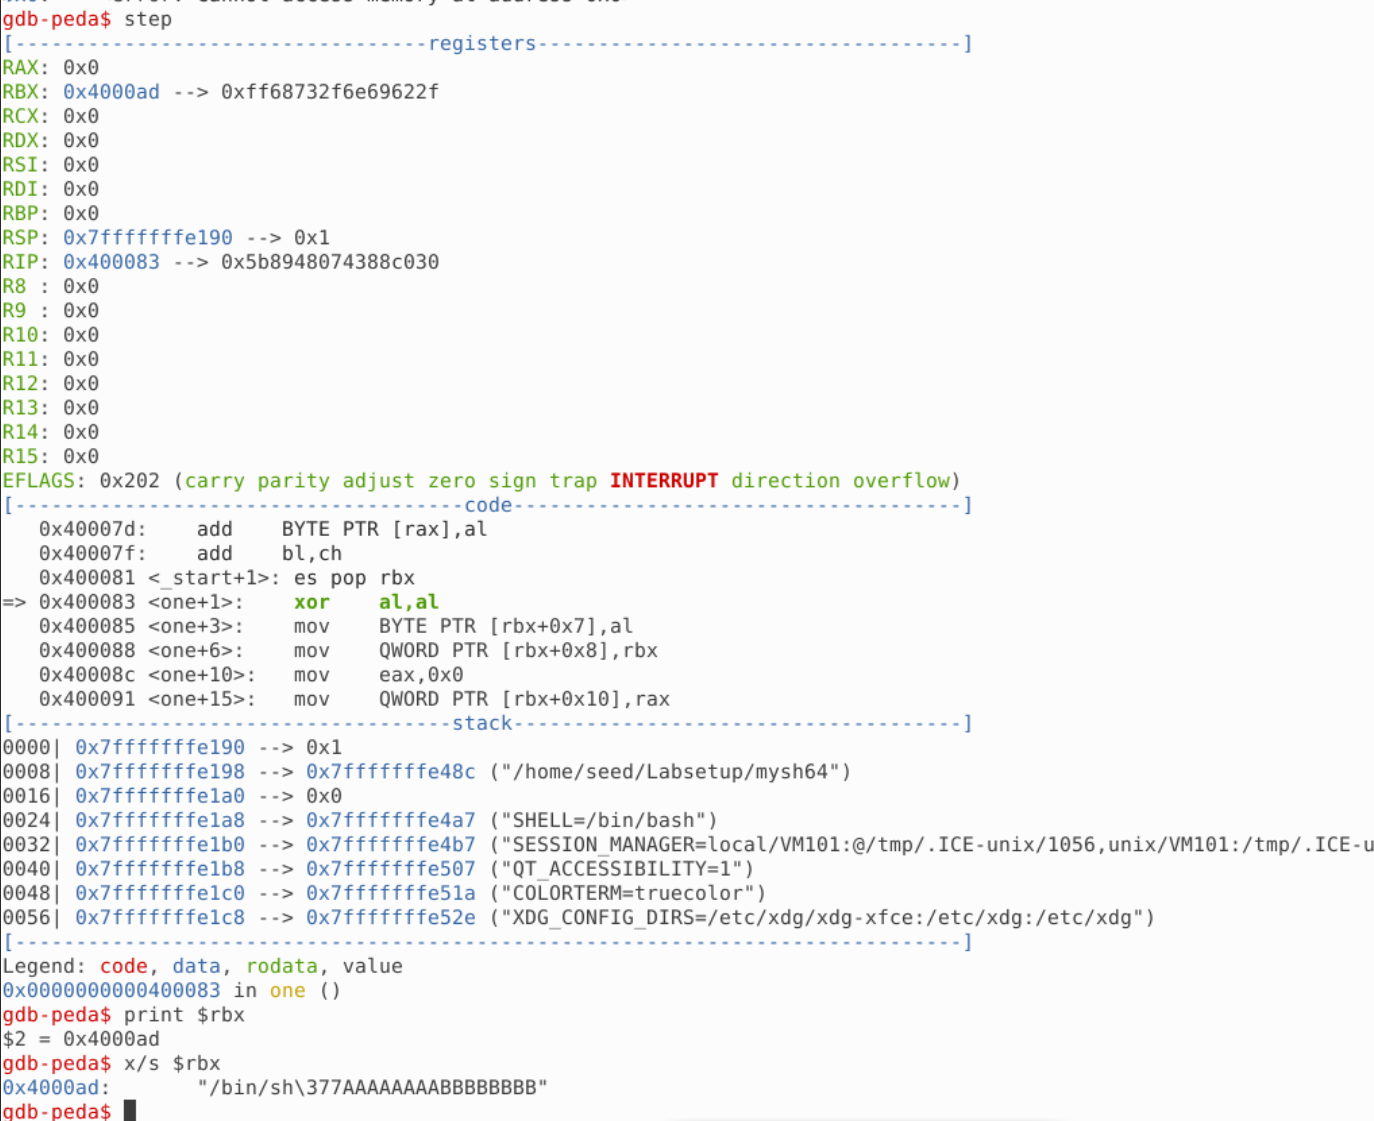 gdb-peda$ step
[----------------------------------registers-----------------------------------]
RAX: 0x0
RBX: 0x4000ad --> 0xff68732f6e69622f
RCX: 0x0
RDX: 0x0
RSI: 0x0
RDI: 0x0
RBP: 0x0
RSP: 0x7fffffffe190 --> 0x1
RIP: 0x400083 --> 0x5b8948074388c030
R8 : 0x0
R9 : 0x0
R10: 0x0
R11: 0x0
R12: 0x0
R13: 0x0
R14: 0x0
R15: 0x0
EFLAGS: 0x202 (carry parity adjust zero sign trap INTERRUPT direction overflow)
[-------------------------------------code-------------------------------------]
   0x40007d:    add    BYTE PTR [rax],al
   0x40007f:    add    bl,ch
   0x400081 <_start+1>: es pop rbx
=> 0x400083 <one+1>:    xor    al,al
   0x400085 <one+3>:    mov    BYTE PTR [rbx+0x7],al
   0x400088 <one+6>:    mov    QWORD PTR [rbx+0x8],rbx
   0x40008c <one+10>:   mov    eax,0x0
   0x400091 <one+15>:   mov    QWORD PTR [rbx+0x10],rax
[------------------------------------stack-------------------------------------]
0000| 0x7fffffffe190 --> 0x1
0008| 0x7fffffffe198 --> 0x7fffffffe48c ("/home/seed/Labsetup/mysh64")
0016| 0x7fffffffe1a0 --> 0x0
0024| 0x7fffffffe1a8 --> 0x7fffffffe4a7 ("SHELL=/bin/bash")
0032| 0x7fffffffe1b0 --> 0x7fffffffe4b7 ("SESSION_MANAGER=local/VM101:@/tmp/.ICE-unix/1056,unix/VM101:/tmp/.ICE-u
0040| 0x7fffffffe1b8 --> 0x7fffffffe507 ("QT_ACCESSIBILITY=1")
0048| 0x7fffffffe1c0 --> 0x7fffffffe51a ("COLORTERM=truecolor")
0056| 0x7fffffffe1c8 --> 0x7fffffffe52e ("XDG_CONFIG_DIRS=/etc/xdg/xdg-xfce:/etc/xdg:/etc/xdg")
[------------------------------------------------------------------------------]
Legend: code, data, rodata, value
0x0000000000400083 in one ()
gdb-peda$ print $rbx
$2 = 0x4000ad
gdb-peda$ x/s $rbx
0x4000ad:       "/bin/sh\377AAAAAAAABBBBBBBB"
gdb-peda$